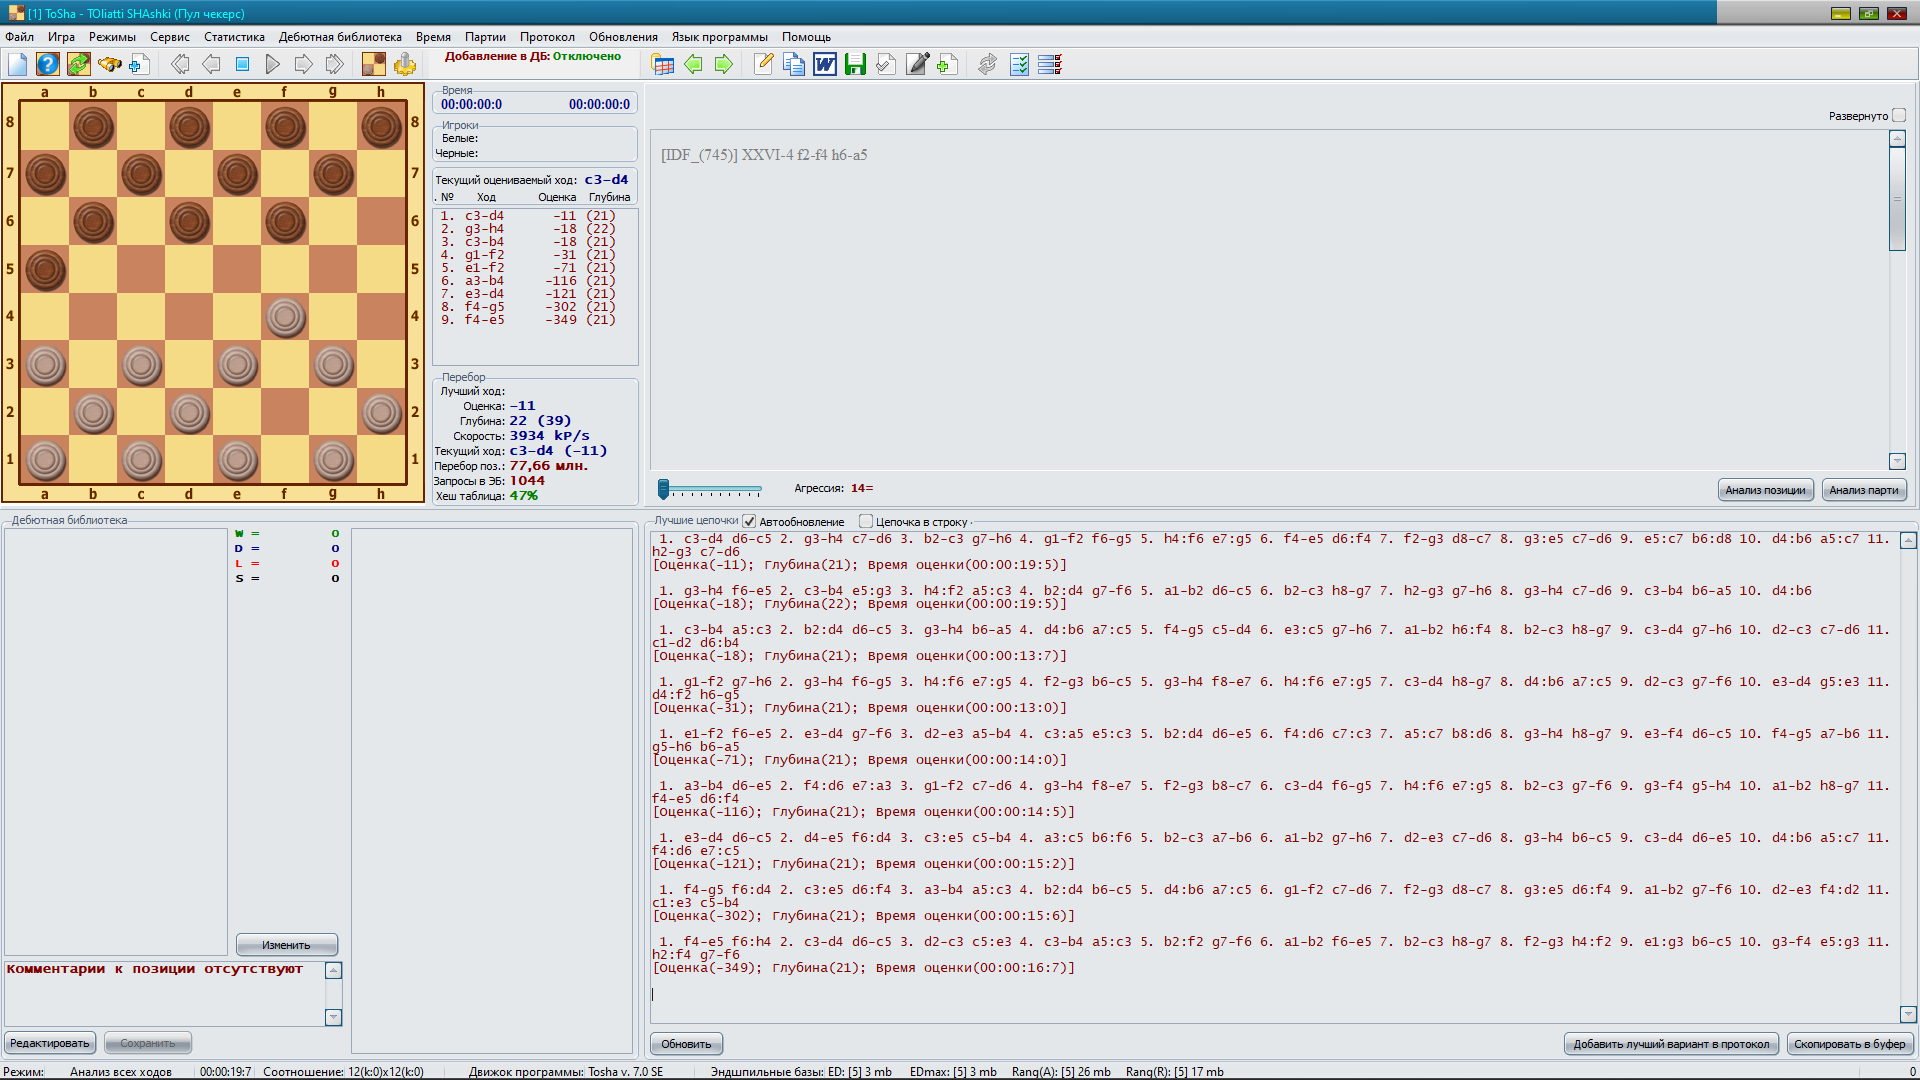 [1] ToSha - TOliatti SHAshki (Пул чекерс)
Файл Игра Режимы Сервис Статистика Дебютная библиотека Время Партии Протокол Обновления Язык программы Помощь
Добавление в ДБ: Отключено
a b c d e f g h
8 8
7 7
6 6
5 5
4 4
3 3
2 2
1 1
a b c d e f g h
Время
00:00:00:0 00:00:00:0
Игроки
Белые:
Черные:
Текущий оцениваемый ход: c3-d4
. № Ход Оценка Глубина
1. c3-d4 -11 (21)
2. g3-h4 -18 (22)
3. c3-b4 -18 (21)
4. g1-f2 -31 (21)
5. e1-f2 -71 (21)
6. a3-b4 -116 (21)
7. e3-d4 -121 (21)
8. f4-g5 -302 (21)
9. f4-e5 -349 (21)
Перебор
Лучший ход:
Оценка: -11
Глубина: 22 (39)
Скорость: 3934 kP/s
Текущий ход: c3-d4 (-11)
Перебор поз.: 77,66 млн.
Запросы в ЭБ: 1044
Хеш таблица: 47%
Развернуто
[IDF_(745)] XXVI-4 f2-f4 h6-a5
Агрессия: 14=
Анализ позиции Анализ парти
Дебютная библиотека
W = 0
D = 0
L = 0
S = 0
Изменить
Комментарии к позиции отсутствуют
Редактировать Сохранить
Лучшие цепочки Автообновление Цепочка в строку .
1. c3-d4 d6-c5 2. g3-h4 c7-d6 3. b2-c3 g7-h6 4. g1-f2 f6-g5 5. h4:f6 e7:g5 6. f4-e5 d6:f4 7. f2-g3 d8-c7 8. g3:e5 c7-d6 9. e5:c7 b6:d8 10. d4:b6 a5:c7 11.
h2-g3 c7-d6
[Оценка(-11); Глубина(21); Время оценки(00:00:19:5)]
1. g3-h4 f6-e5 2. c3-b4 e5:g3 3. h4:f2 a5:c3 4. b2:d4 g7-f6 5. a1-b2 d6-c5 6. b2-c3 h8-g7 7. h2-g3 g7-h6 8. g3-h4 c7-d6 9. c3-b4 b6-a5 10. d4:b6
[Оценка(-18); Глубина(22); Время оценки(00:00:19:5)]
1. c3-b4 a5:c3 2. b2:d4 d6-c5 3. g3-h4 b6-a5 4. d4:b6 a7:c5 5. f4-g5 c5-d4 6. e3:c5 g7-h6 7. a1-b2 h6:f4 8. b2-c3 h8-g7 9. c3-d4 g7-h6 10. d2-c3 c7-d6 11.
c1-d2 d6:b4
[Оценка(-18); Глубина(21); Время оценки(00:00:13:7)]
1. g1-f2 g7-h6 2. g3-h4 f6-g5 3. h4:f6 e7:g5 4. f2-g3 b6-c5 5. g3-h4 f8-e7 6. h4:f6 e7:g5 7. c3-d4 h8-g7 8. d4:b6 a7:c5 9. d2-c3 g7-f6 10. e3-d4 g5:e3 11.
d4:f2 h6-g5
[Оценка(-31); Глубина(21); Время оценки(00:00:13:0)]
1. e1-f2 f6-e5 2. e3-d4 g7-f6 3. d2-e3 a5-b4 4. c3:a5 e5:c3 5. b2:d4 d6-e5 6. f4:d6 c7:c3 7. a5:c7 b8:d6 8. g3-h4 h8-g7 9. e3-f4 d6-c5 10. f4-g5 a7-b6 11.
g5-h6 b6-a5
[Оценка(-71); Глубина(21); Время оценки(00:00:14:0)]
1. a3-b4 d6-e5 2. f4:d6 e7:a3 3. g1-f2 c7-d6 4. g3-h4 f8-e7 5. f2-g3 b8-c7 6. c3-d4 f6-g5 7. h4:f6 e7:g5 8. b2-c3 g7-f6 9. g3-f4 g5-h4 10. a1-b2 h8-g7 11.
f4-e5 d6:f4
[Оценка(-116); Глубина(21); Время оценки(00:00:14:5)]
1. e3-d4 d6-c5 2. d4-e5 f6:d4 3. c3:e5 c5-b4 4. a3:c5 b6:f6 5. b2-c3 a7-b6 6. a1-b2 g7-h6 7. d2-e3 c7-d6 8. g3-h4 b6-c5 9. c3-d4 d6-e5 10. d4:b6 a5:c7 11.
f4:d6 e7:c5
[Оценка(-121); Глубина(21); Время оценки(00:00:15:2)]
1. f4-g5 f6:d4 2. c3:e5 d6:f4 3. a3-b4 a5:c3 4. b2:d4 b6-c5 5. d4:b6 a7:c5 6. g1-f2 c7-d6 7. f2-g3 d8-c7 8. g3:e5 d6:f4 9. a1-b2 g7-f6 10. d2-e3 f4:d2 11.
c1:e3 c5-b4
[Оценка(-302); Глубина(21); Время оценки(00:00:15:6)]
1. f4-e5 f6:h4 2. c3-d4 d6-c5 3. d2-c3 c5:e3 4. c3-b4 a5:c3 5. b2:f2 g7-f6 6. a1-b2 f6-e5 7. b2-c3 h8-g7 8. f2-g3 h4:f2 9. e1:g3 b6-c5 10. g3-f4 e5:g3 11.
h2:f4 g7-f6
[Оценка(-349); Глубина(21); Время оценки(00:00:16:7)]
Обновить Добавить лучший вариант в протокол Скопировать в буфер
Режим: Анализ всех ходов 00:00:19:7 Соотношение: 12(k:0)x12(k:0) Движок программы: Tosha v. 7.0 SE Эндшпильные базы: ED: [5] 3 mb EDmax: [5] 3 mb Rang(A): [5] 26 mb Rang(R): [5] 17 mb 0